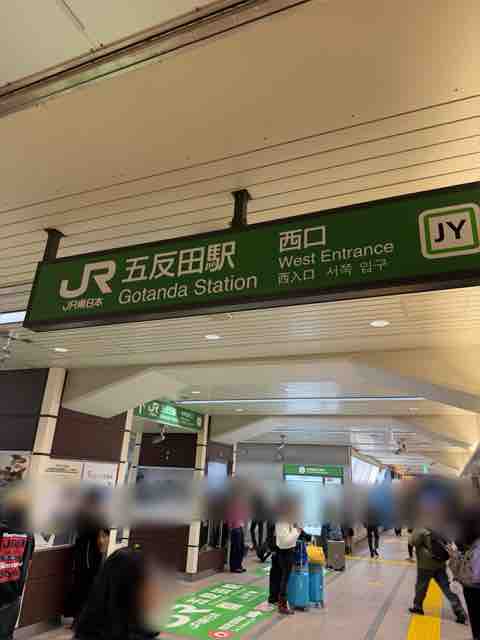 JR
JR東日本
五反田駅
Gotanda Station
西口
West Entrance
西入口 서쪽 입구
JY
JR